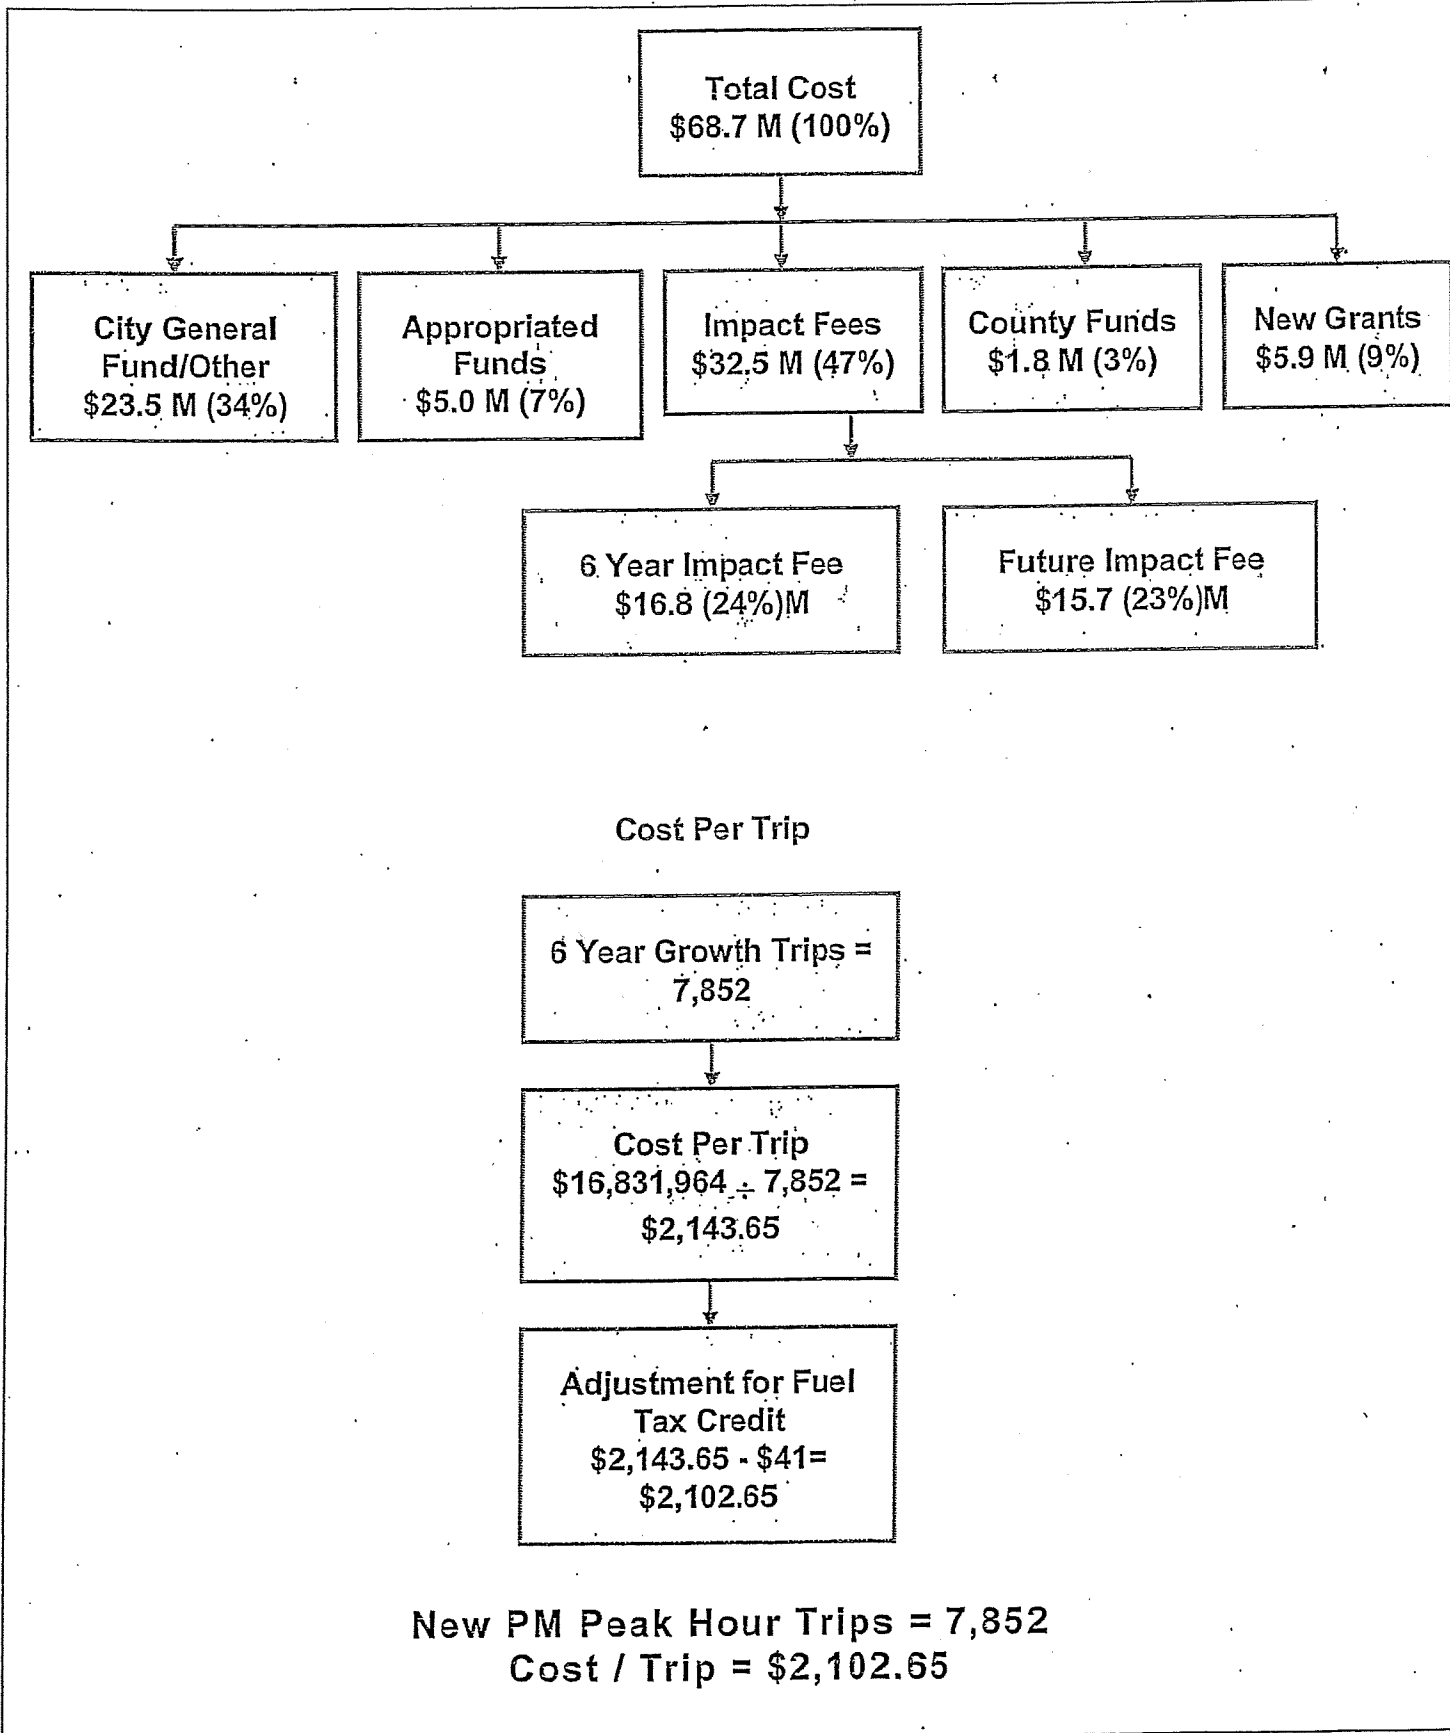 Total Cost
$68.7 M (100%)
City General
Fund/Other
$23.5 M (34%)
Appropriated
Funds
$5.0 M (7%)
Impact Fees
$32.5 M (47%)
County Funds
$1.8 M (3%)
New Grants
$5.9 M (9%)
6 Year Impact Fee
$16.8 (24%)M
Future Impact Fee
$15.7 (23%)M
Cost Per Trip
6 Year Growth Trips =
7,852
Cost Per Trip
$16,831,964 ÷ 7,852 =
$2,143.65
Adjustment for Fuel
Tax Credit
$2,143.65 - $41=
$2,102.65
New PM Peak Hour Trips = 7,852
Cost / Trip = $2,102.65